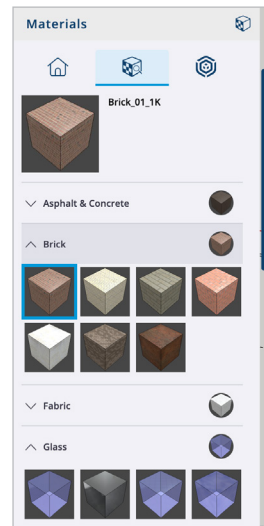 Materials
Brick_01_1K
Asphalt & Concrete
Brick
Fabric
Glass